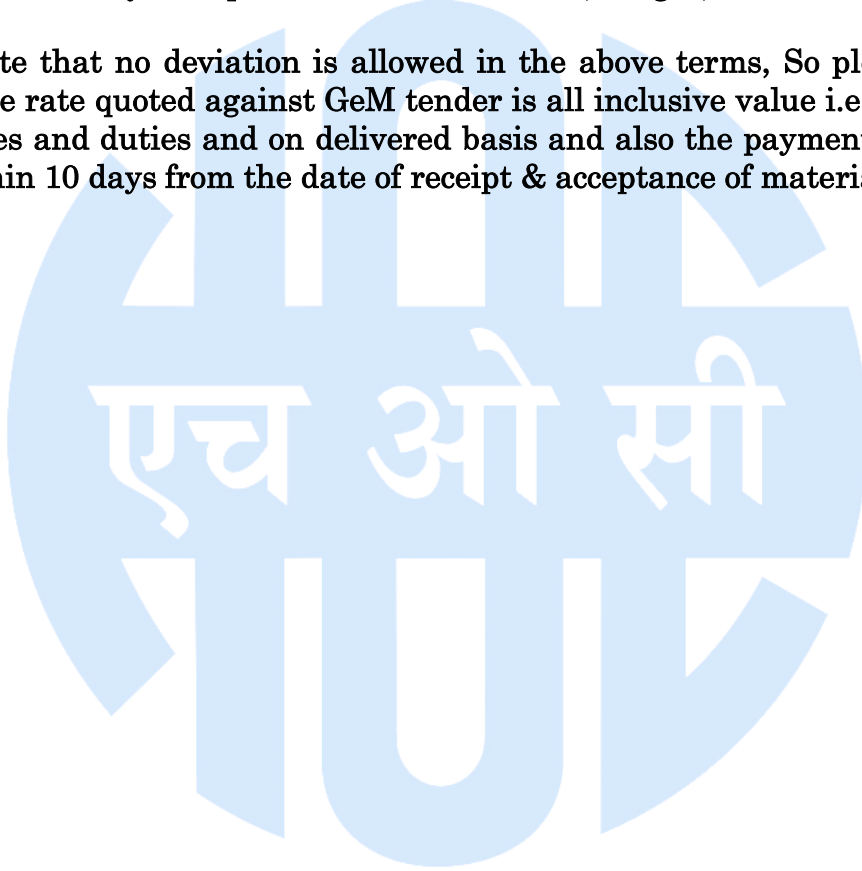 te that no deviation is allowed in the above terms, So pl
e rate quoted against GeM tender is all inclusive value i.e
es and duties and on delivered basis and also the payment
in 10 days from the date of receipt & acceptance of materia
एच ओ सी